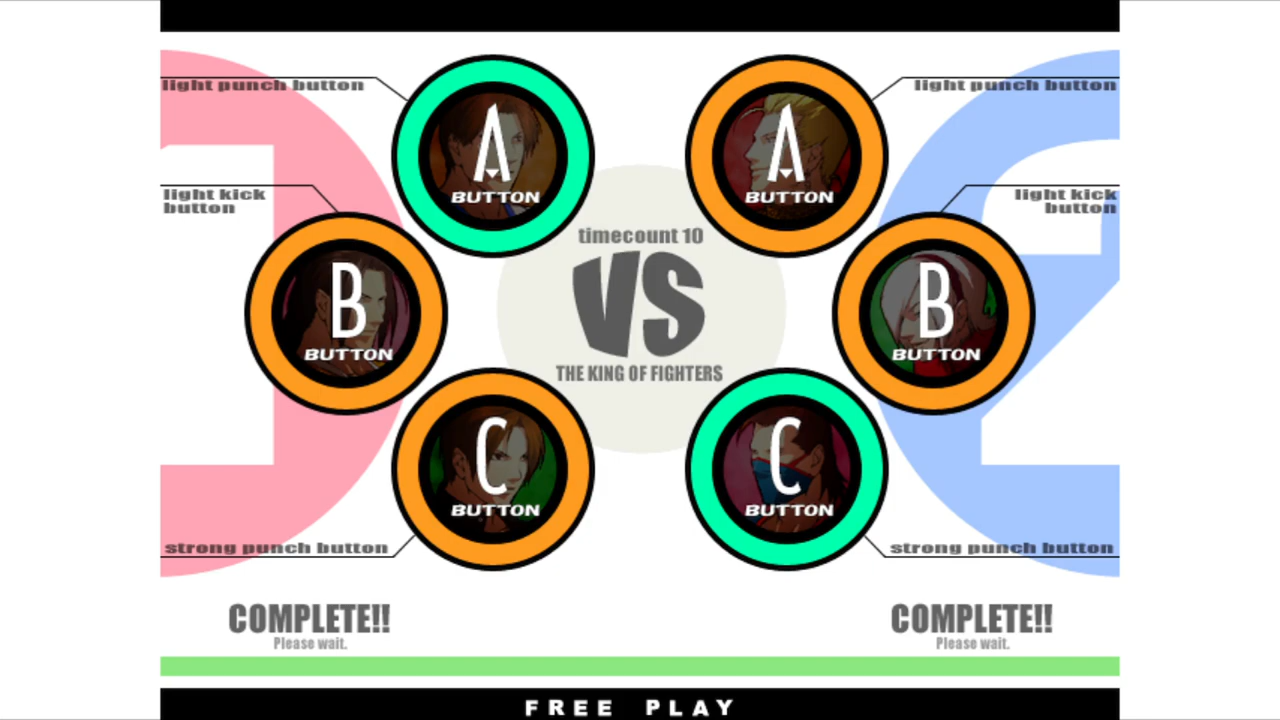 light punch button
light punch button
A
BUTTON
A
BUTTON
light kick
button
light kick
button
timecount 10
VS
THE KING OF FIGHTERS
B
BUTTON
B
BUTTON
C
BUTTON
C
BUTTON
strong punch button
strong punch button
COMPLETE!!
Please wait.
COMPLETE!!
Please wait.
FREE PLAY